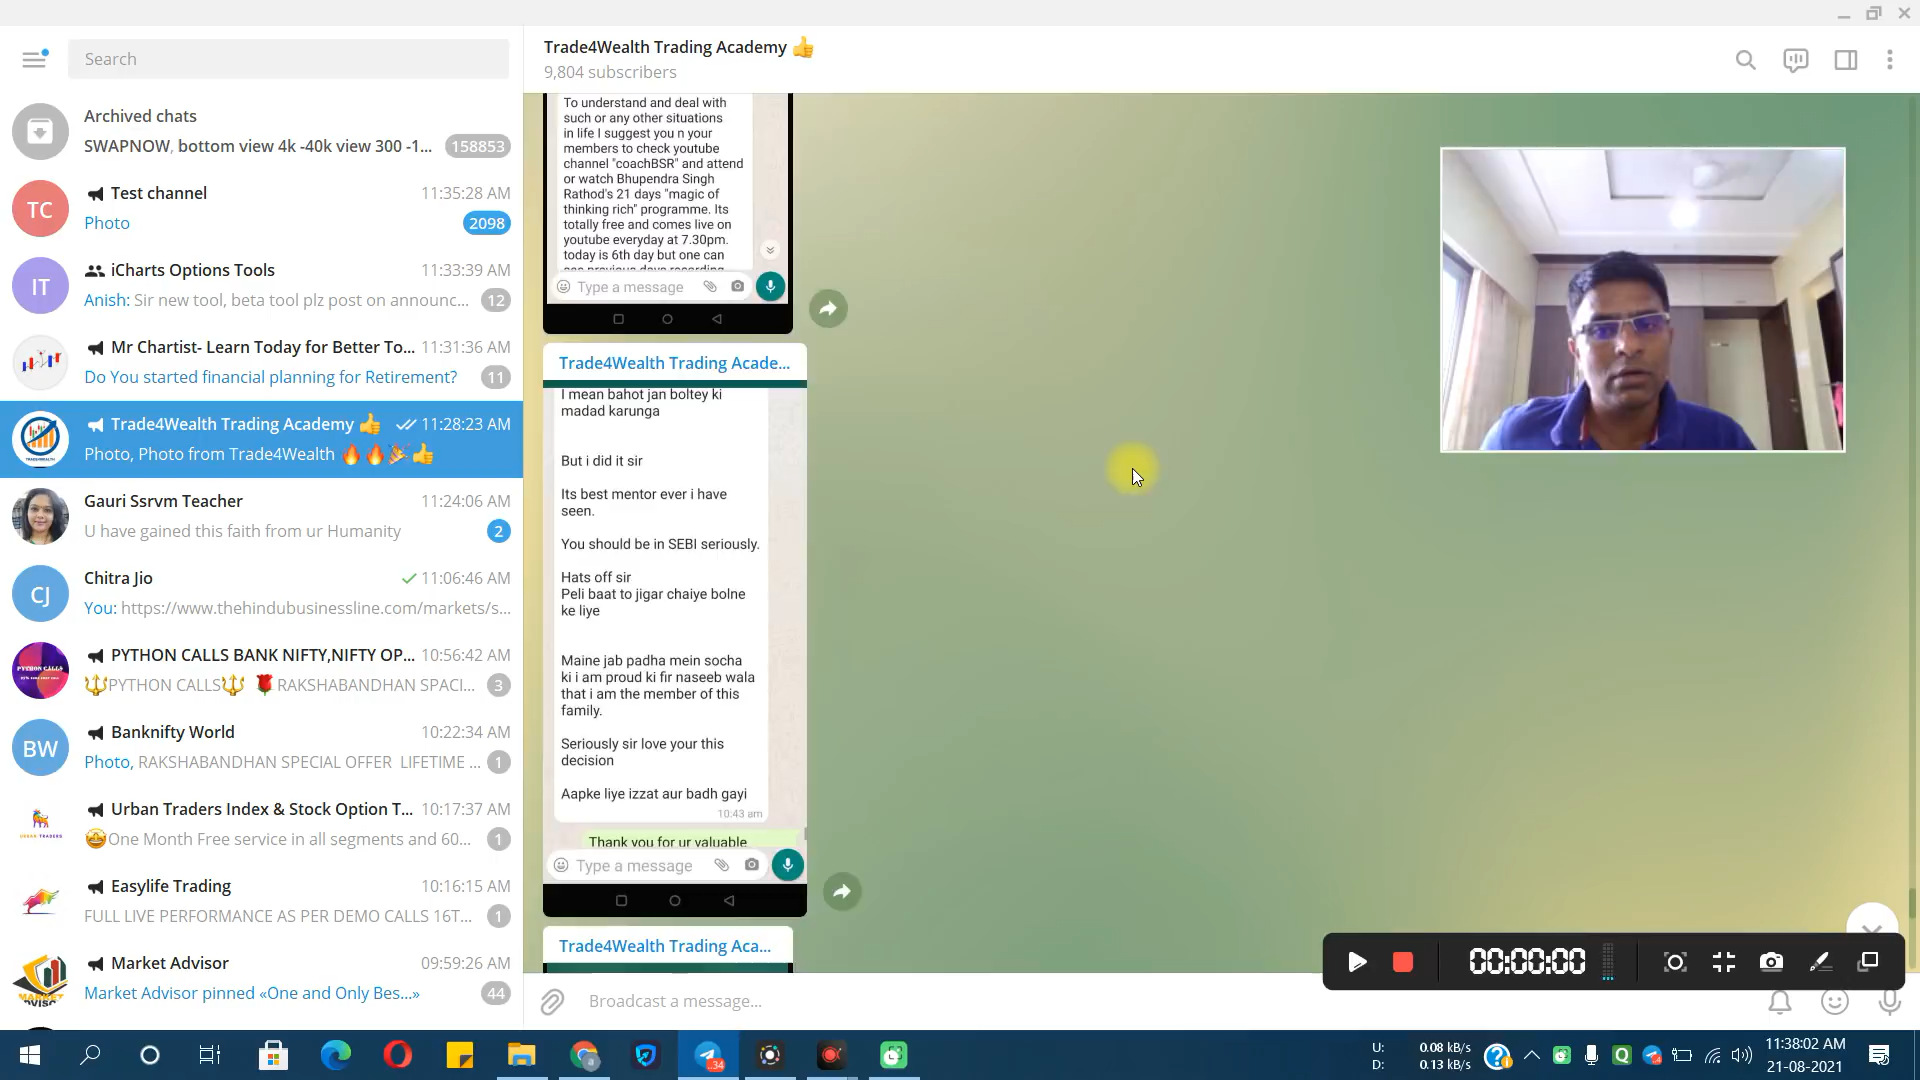 Search
Archived chats
SWAPNOW, bottom view 4k -40k view 300 -1...
158853
TC
Test channel
11:35:28 AM
Photo
2098
IT
iCharts Options Tools
11:33:39 AM
Anish: Sir new tool, beta tool plz post on announc...
12
Mr Chartist- Learn Today for Better To...
11:31:36 AM
Do You started financial planning for Retirement?
11
Trade4Wealth Trading Academy 👍
11:28:23 AM
Photo, Photo from Trade4Wealth 🔥🔥🎉👍
Gauri Ssrvm Teacher
11:24:06 AM
U have gained this faith from ur Humanity
2
CJ
Chitra Jio
11:06:46 AM
You: https://www.thehindubusinessline.com/markets/s...
PYTHON CALLS BANK NIFTY,NIFTY OP...
10:56:42 AM
🔱PYTHON CALLS🔱 🌹RAKSHABANDHAN SPACI...
3
BW
Banknifty World
10:22:34 AM
Photo, RAKSHABANDHAN SPECIAL OFFER LIFETIME ...
1
Urban Traders Index & Stock Option T...
10:17:37 AM
🤩One Month Free service in all segments and 60...
1
Easylife Trading
10:16:15 AM
FULL LIVE PERFORMANCE AS PER DEMO CALLS 16T...
1
Market Advisor
09:59:26 AM
Market Advisor pinned «One and Only Bes...»
44
Trade4Wealth Trading Academy 👍
9,804 subscribers
To understand and deal with
such or any other situations
in life I suggest you n your
members to check youtube
channel "coachBSR" and attend
or watch Bhupendra Singh
Rathod's 21 days "magic of
thinking rich" programme. Its
totally free and comes live on
youtube everyday at 7.30pm.
today is 6th day but one can
see previous days recording
Type a message
Trade4Wealth Trading Acade...
I mean bahot jan boltey ki
madad karunga
But i did it sir
Its best mentor ever i have
seen.
You should be in SEBI seriously.
Hats off sir
Peli baat to jigar chaiye bolne
ke liye
Maine jab padha mein socha
ki i am proud ki fir naseeb wala
that i am the member of this
family.
Seriously sir love your this
decision
Aapke liye izzat aur badh gayi
10:43 am
Thank you for ur valuable
Type a message
Trade4Wealth Trading Aca...
00:00:00
Broadcast a message...
34
U: 0.08 kB/s
D: 0.13 kB/s
11:38:02 AM
21-08-2021